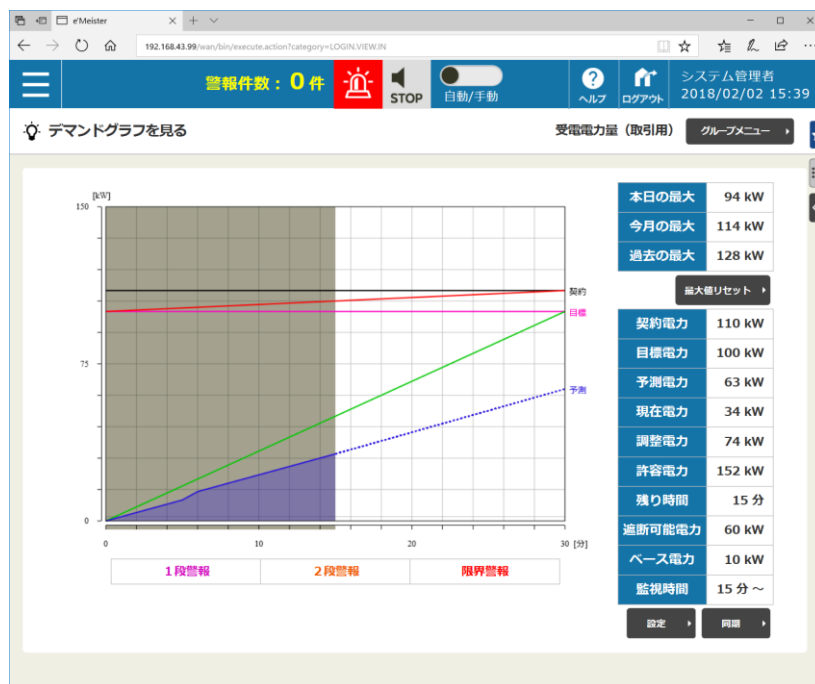 e'Meister
192.168.43.99/wan/bin/execute.action?category=LOGIN.VIEW.IN
警報件数： 0 件
STOP
自動/手動
ヘルプ
ログアウト
システム管理者
2018/02/02 15:39
デマンドグラフを見る
受電電力量（取引用）
グループメニュー
[kW]
150
75
0
契約
目標
予測
0
10
20
30 [分]
1段警報
2段警報
限界警報
本日の最大 94 kW
今月の最大 114 kW
過去の最大 128 kW
最大値リセット
契約電力 110 kW
目標電力 100 kW
予測電力 63 kW
現在電力 34 kW
調整電力 74 kW
許容電力 152 kW
残り時間 15 分
遮断可能電力 60 kW
ベース電力 10 kW
監視時間 15 分～
設定
同期